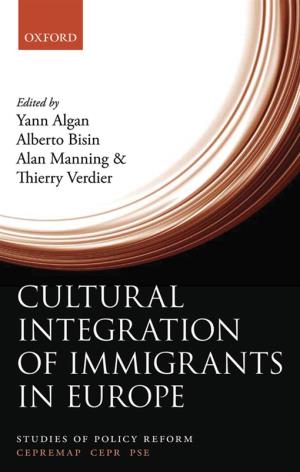 OXFORD
Edited by
Yann Algan
Alberto Bisin
Alan Manning &
Thierry Verdier
CULTURAL
INTEGRATION
OF IMMIGRANTS
IN EUROPE
STUDIES OF POLICY REFORM
CEPREMAP CEPR PSE